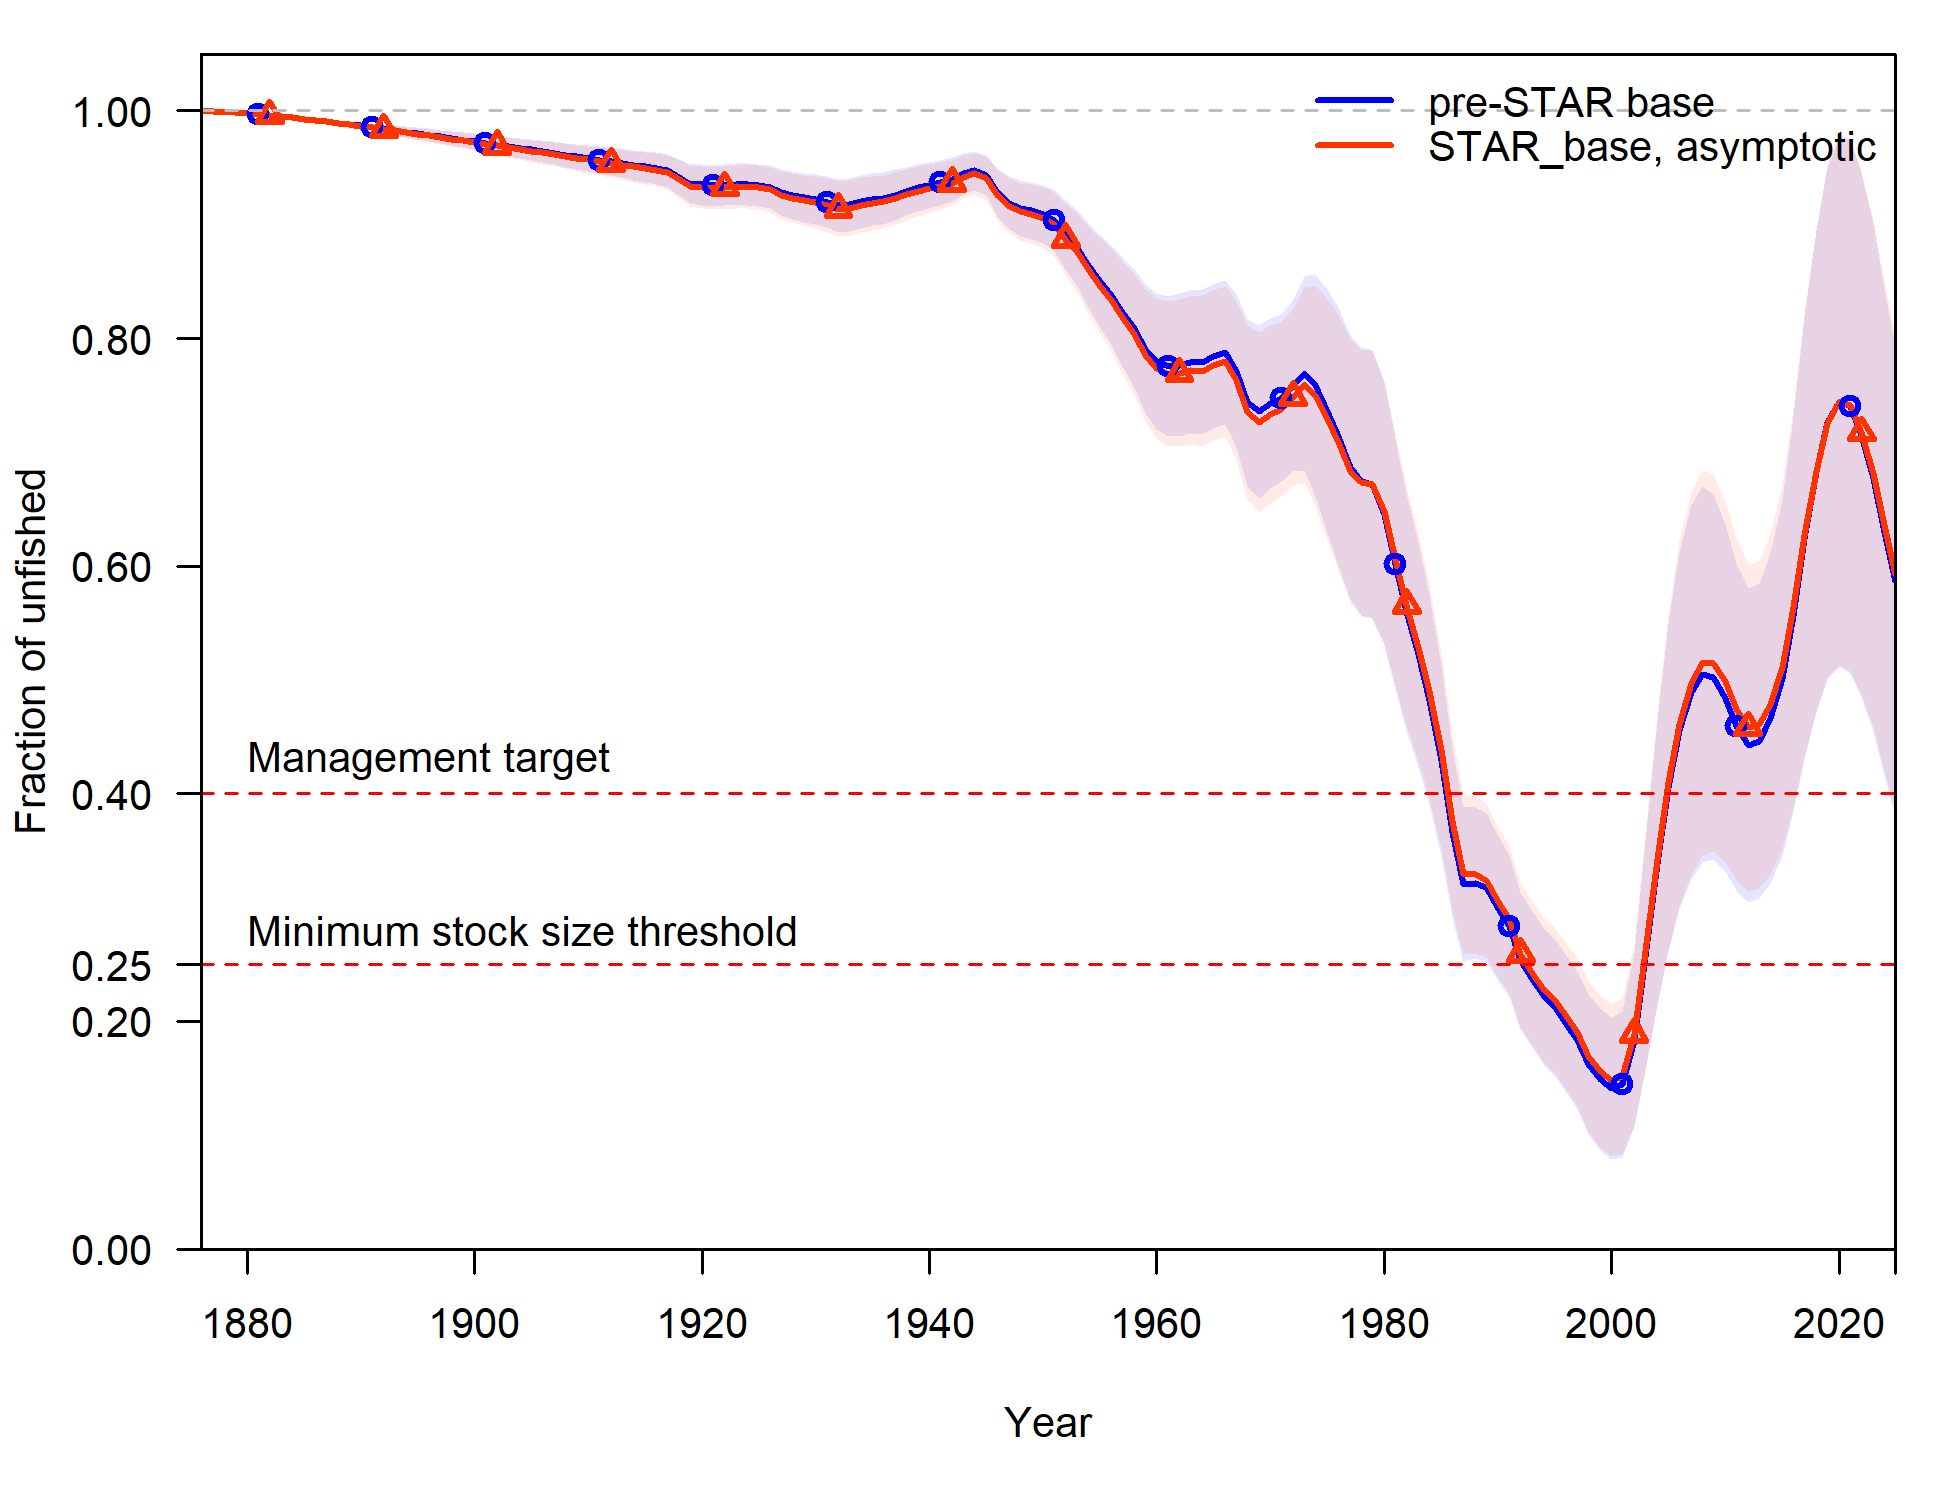 pre-STAR base
STAR_base, asymptotic
1.00
0.80
0.60
0.40
0.25
0.20
0.00
Fraction of unfished
Management target
Minimum stock size threshold
1880 1900 1920 1940 1960 1980 2000 2020
Year